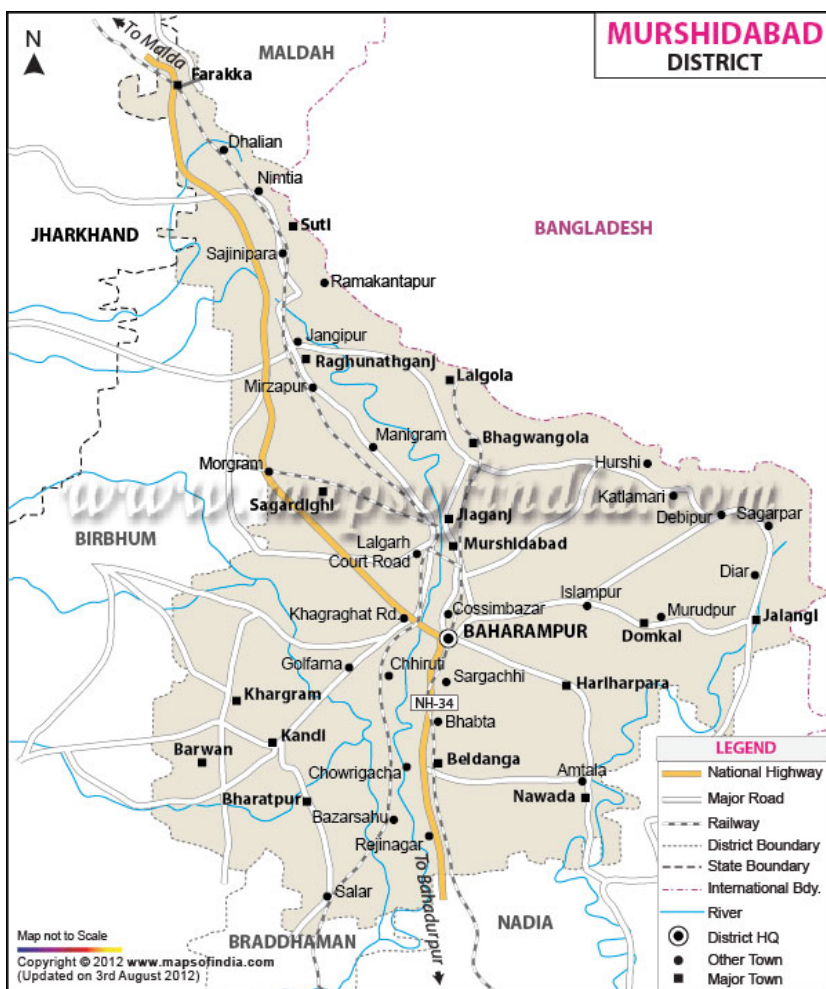 MURSHIDABAD
DISTRICT
N
To Malda
MALDAH
Farakka
Dhalian
Nimtia
Suti
JHARKHAND
BANGLADESH
Sajinipara
Ramakantapur
Jangipur
Raghunathganj
Lalgola
Mirzapur
Manigram
Bhagwangola
Morgram
Hurshi
www.mapsofindia.com
Sagardighi
Katlamari
Jiaganj
Debipur
Sagarpar
BIRBHUM
Lalgarh
Court Road
Murshidabad
Diar
Khagraghat Rd.
Cossimbazar
Islampur
Murudpur
Domkal
Jalangi
BAHARAMPUR
Golfarna
Chhiruti
Sargachhi
Hariharpara
Khargram
NH-34
Bhabta
Kandi
Barwan
Chowrigacha
Beldanga
Amtala
Nawada
Bharatpur
Bazarsahu
Rejinagar
To Bahadurpur
Salar
NADIA
BRADDHAMAN
LEGEND
National Highway
Major Road
Railway
District Boundary
State Boundary
International Bdy.
River
District HQ
Other Town
Major Town
Map not to Scale
Copyright © 2012 www.mapsofindia.com
(Updated on 3rd August 2012)